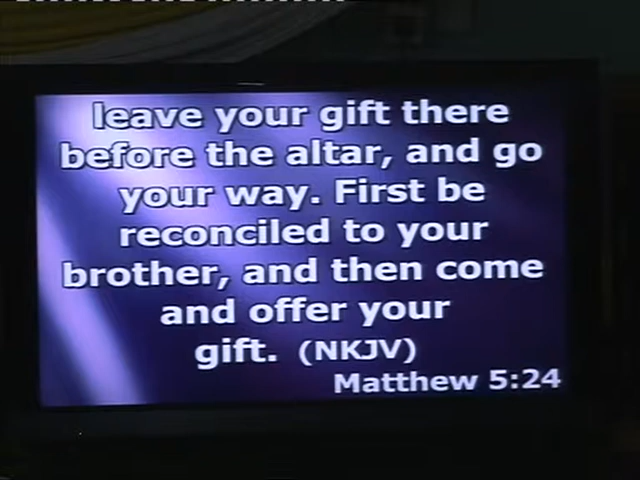 leave your gift there
before the altar, and go
your way. First be
reconciled to your
brother, and then come
and offer your
gift. (NKJV)
Matthew 5:24